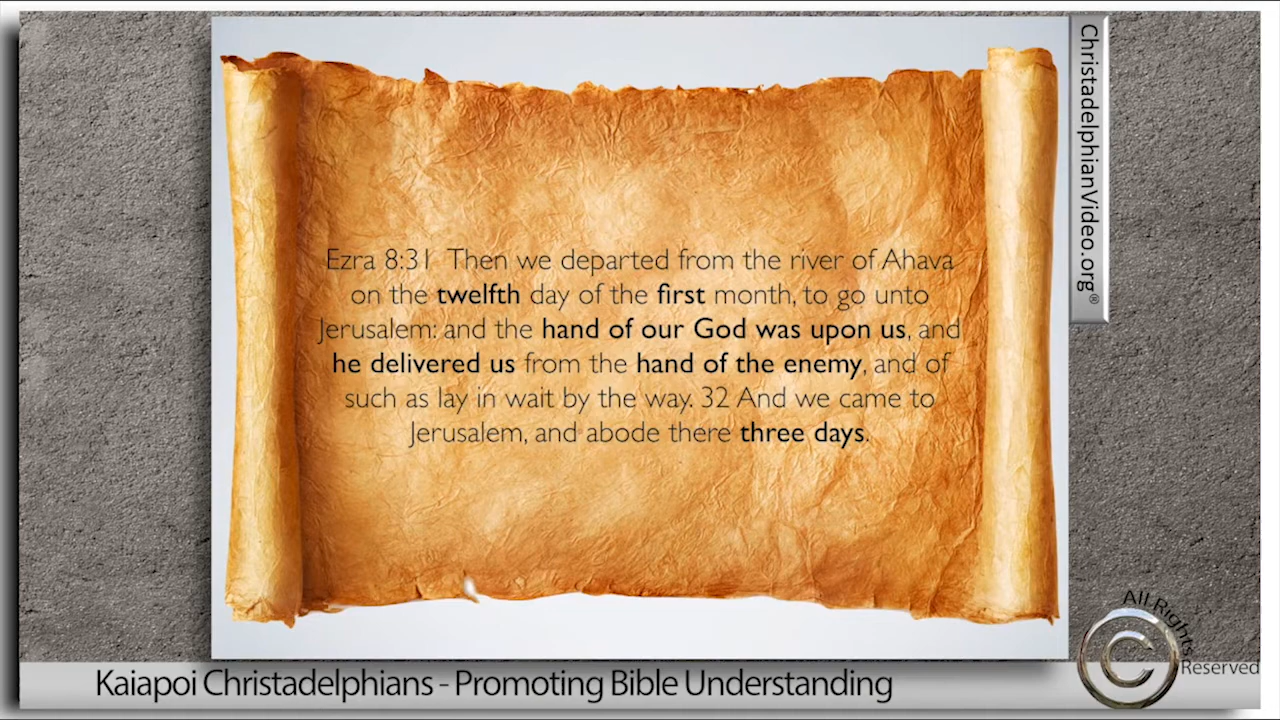 Ezra 8:31 Then we departed from the river of Ahava
on the twelfth day of the first month, to go unto
Jerusalem: and the hand of our God was upon us, and
he delivered us from the hand of the enemy, and of
such as lay in wait by the way. 32 And we came to
Jerusalem, and abode there three days.
ChristadelphianVideo.org®
All Rights
C
Reserved
Kaiapoi Christadelphians - Promoting Bible Understanding